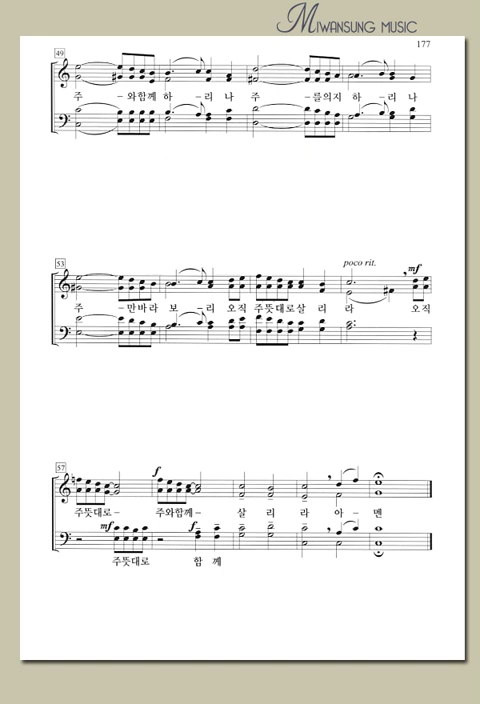 MIWANSUNG MUSIC
177
49
주 - 와함께 하 - 리 나 주 - 를의지 하 - 리 나
53
poco rit.
mf
주 - 만바라 보 - 리 오직 주뜻대로살 리 라 오직
57
f
주뜻대로- 주와함께- 살 리 라 아 - 멘
mf f
주뜻대로 함 께